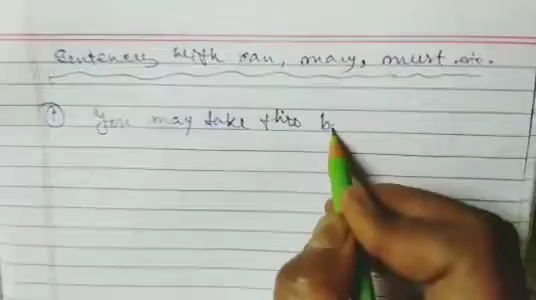 Sentences with can, may, must etc.
① You may take this b